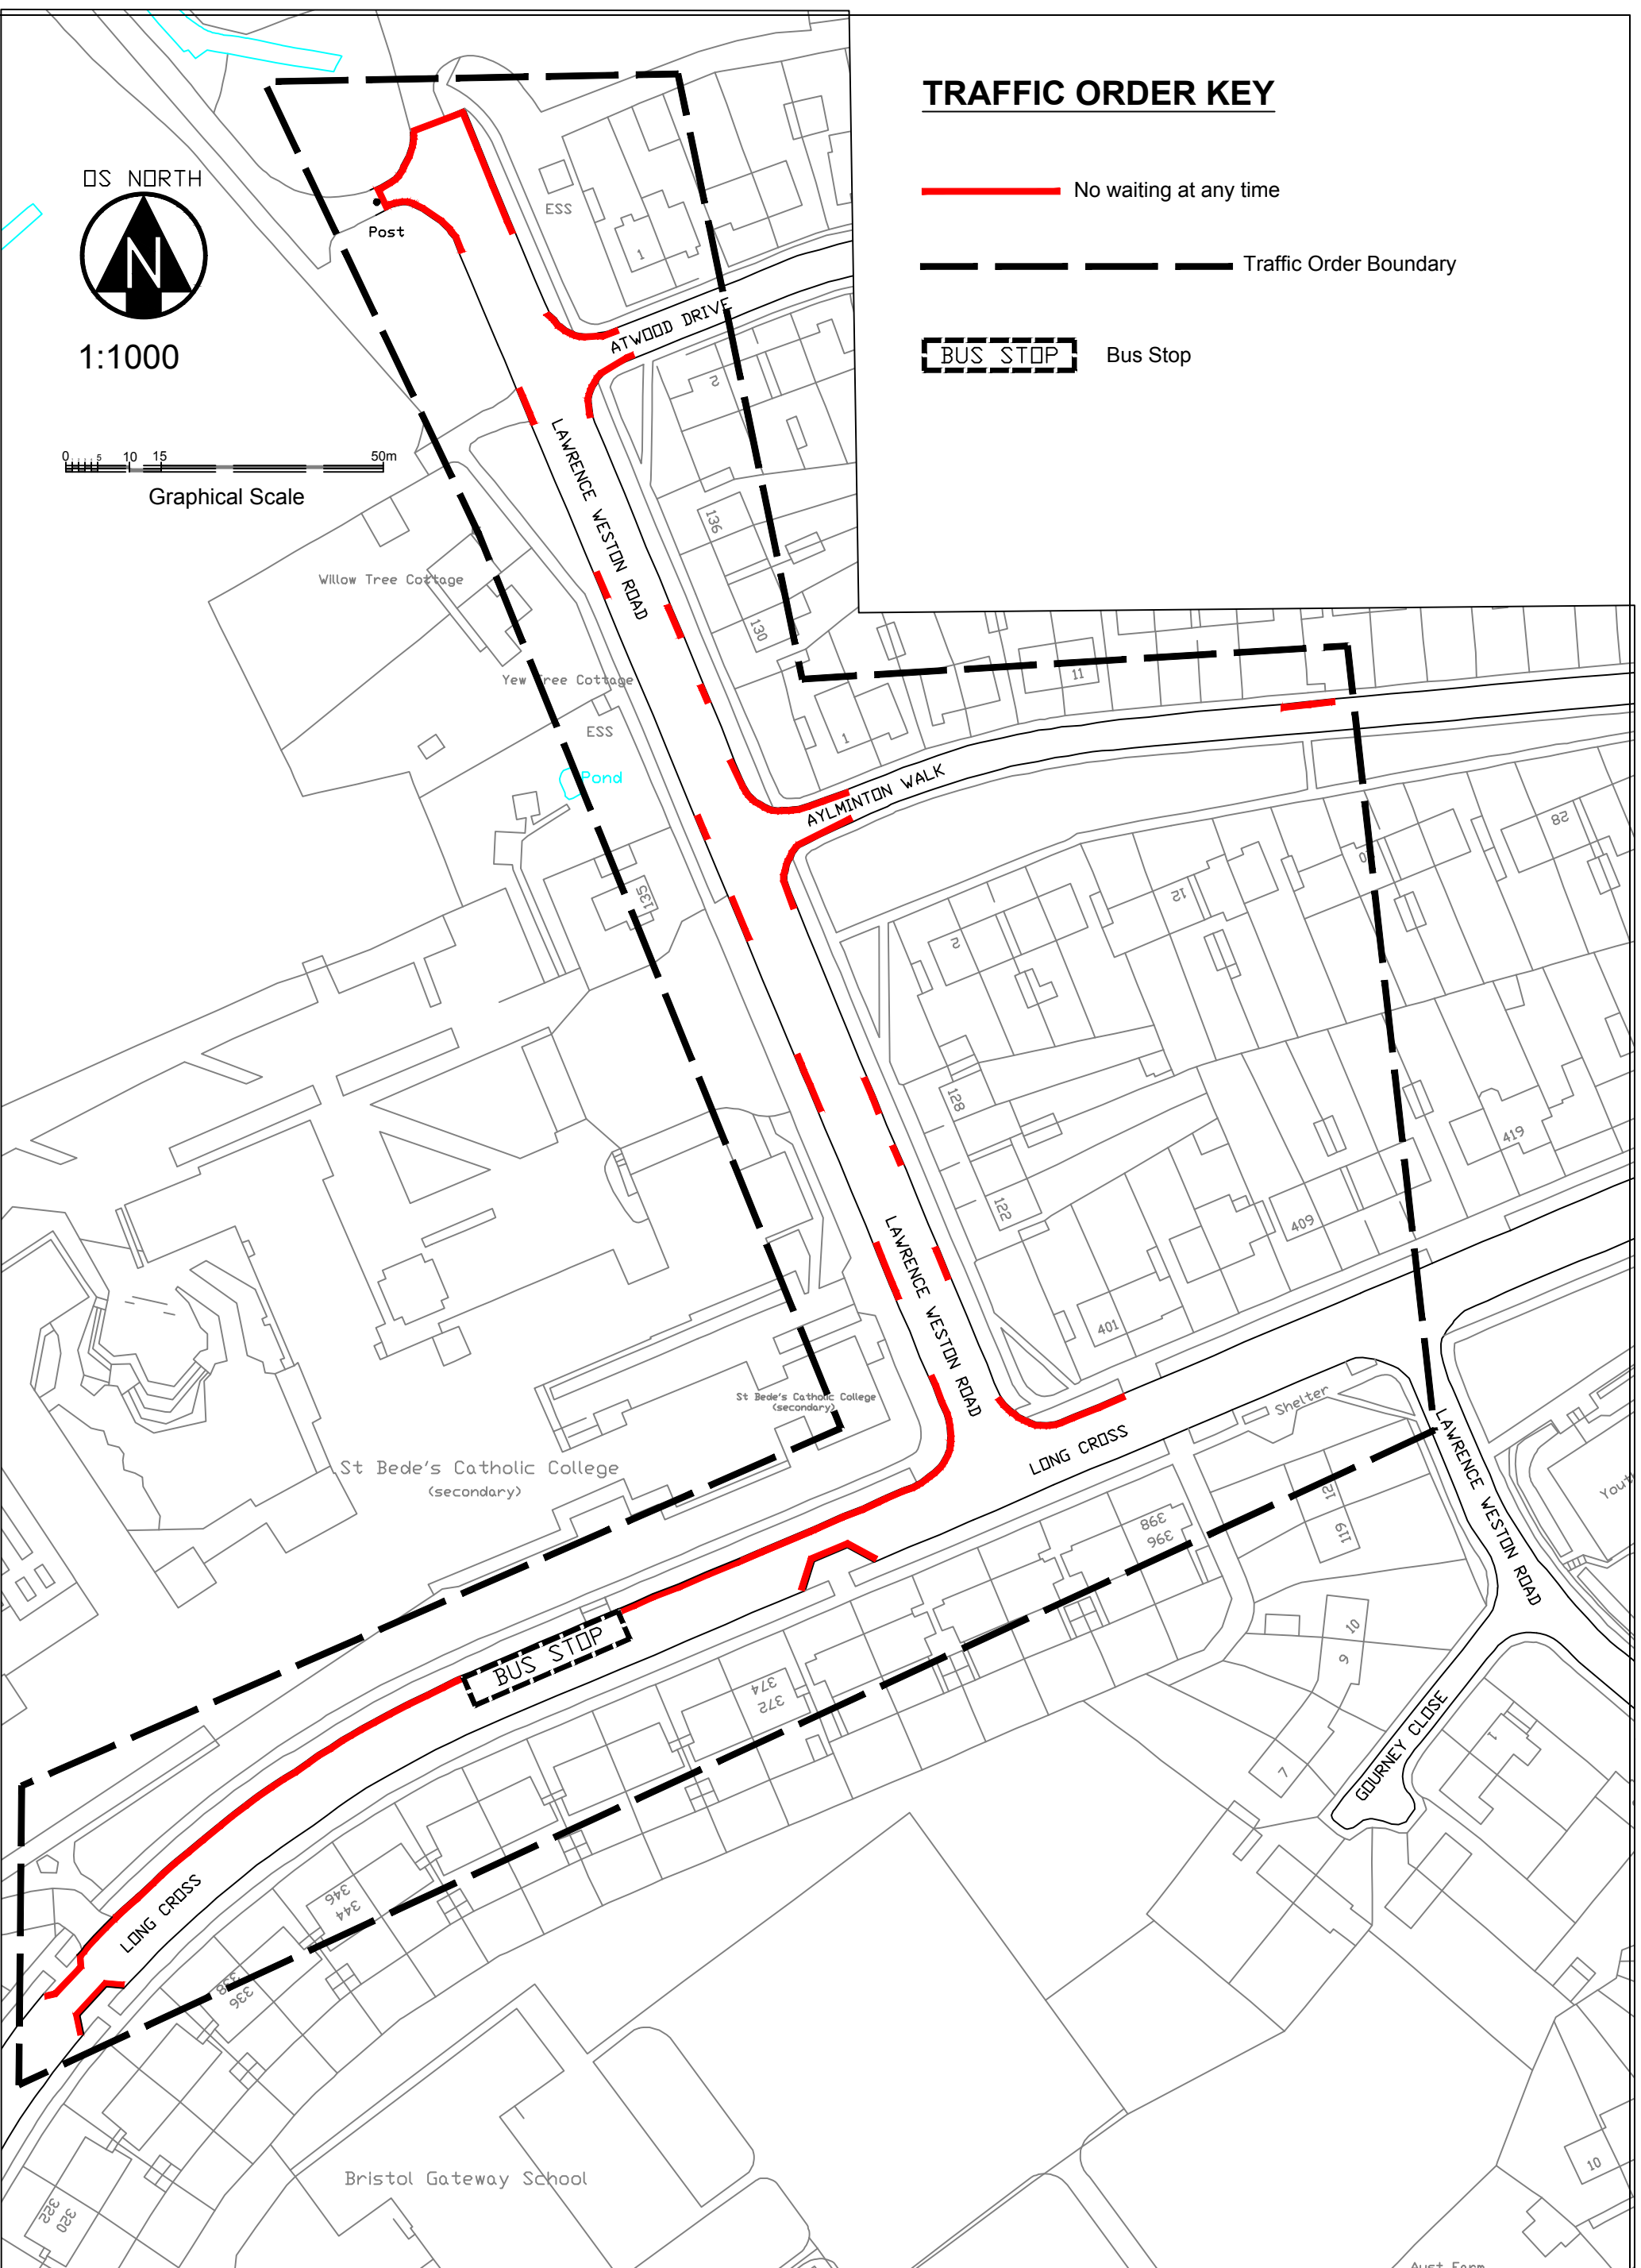 TRAFFIC ORDER KEY
No waiting at any time
Traffic Order Boundary
BUS STOP
Bus Stop
OS NORTH
N
1:1000
0
5
10
15
50m
Graphical Scale
Post
ESS
1
ATWOOD DRIVE
2
LAWRENCE WESTON ROAD
136
130
Willow Tree Cottage
Yew Tree Cottage
ESS
Pond
135
1
11
AYLMINTON WALK
2
12
28
128
122
401
409
419
LAWRENCE WESTON ROAD
St Bede's Catholic College
(secondary)
St Bede's Catholic College
(secondary)
LONG CROSS
Shelter
LAWRENCE WESTON ROAD
398
396
12
119
10
9
7
1
GOURNEY CLOSE
BUS STOP
374
372
346
344
338
336
LONG CROSS
322
320
Bristol Gateway School
10